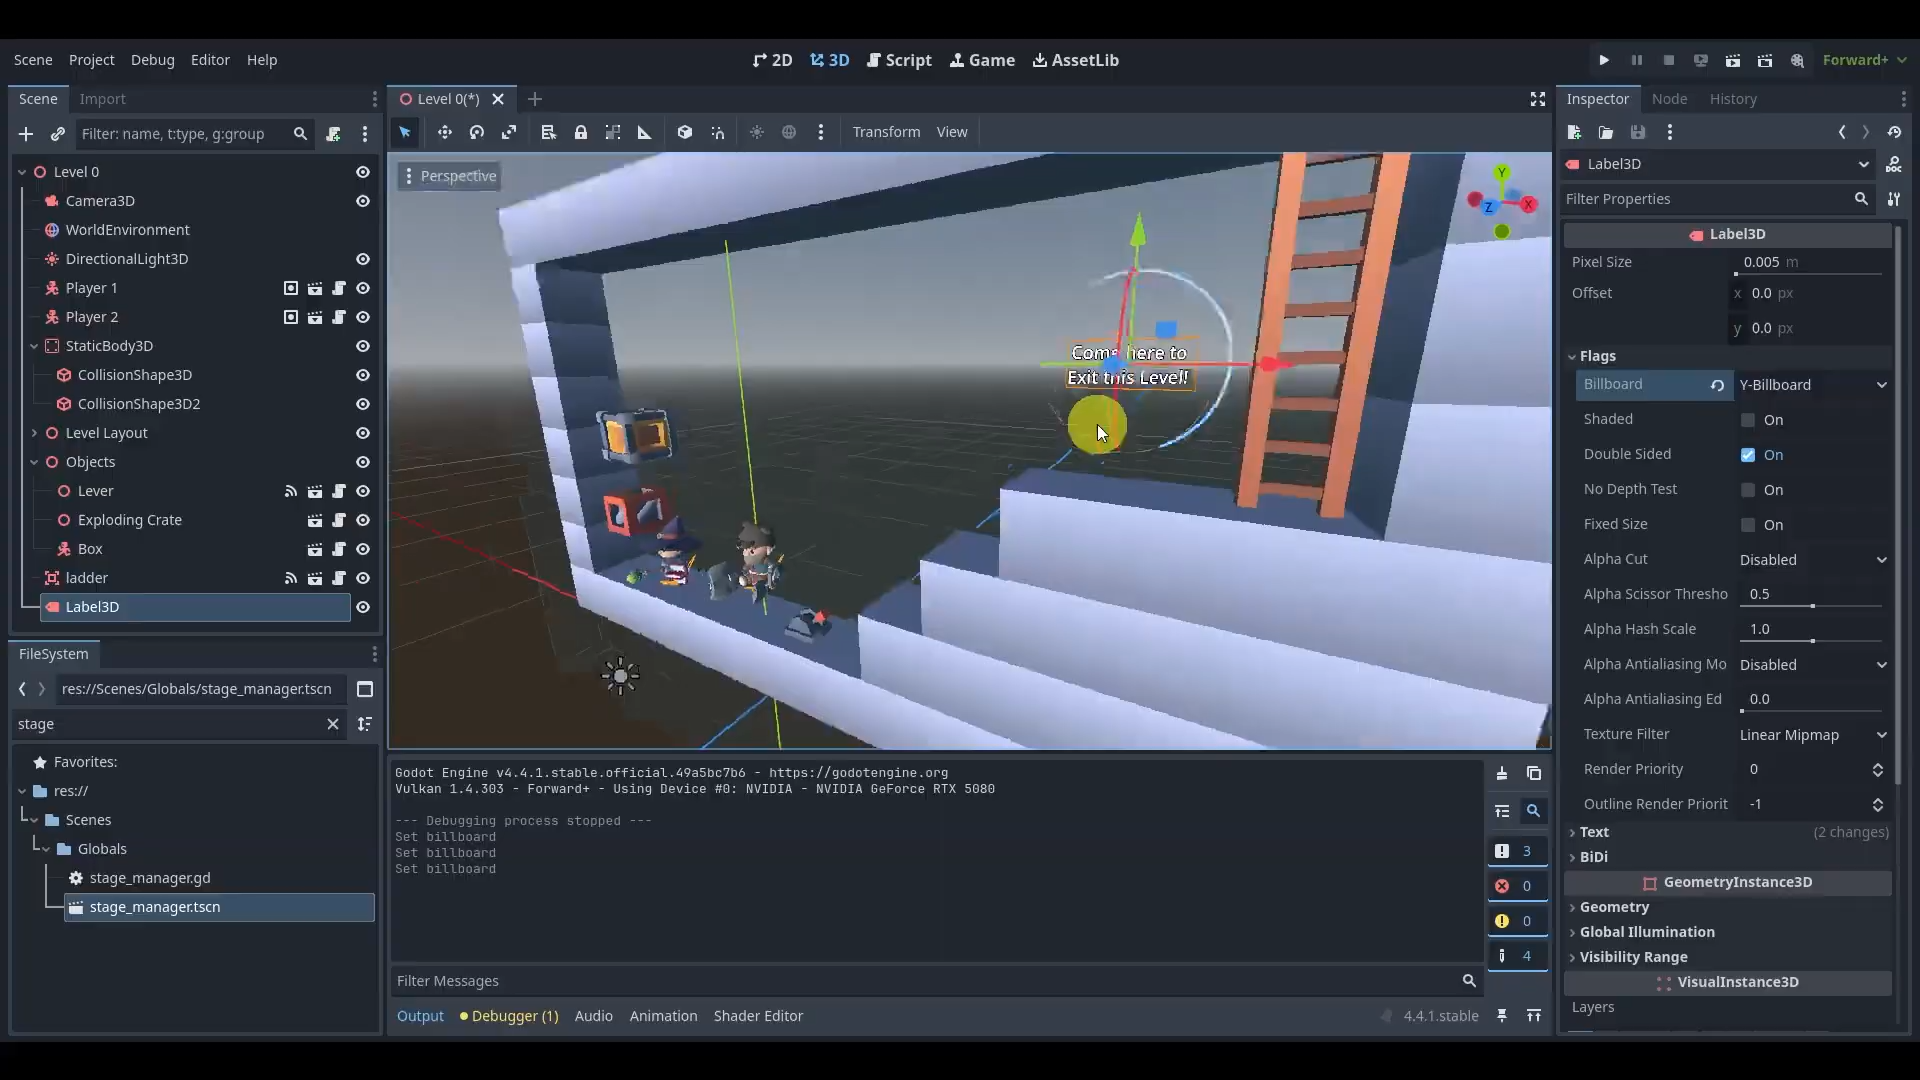 Scene Project Debug Editor Help
2D 3D Script Game AssetLib
Forward+
Scene Import
Filter: name, t:type, g:group
Level 0
Camera3D
WorldEnvironment
DirectionalLight3D
Player 1
Player 2
StaticBody3D
CollisionShape3D
CollisionShape3D2
Level Layout
Objects
Lever
Exploding Crate
Box
ladder
Label3D
FileSystem
res://Scenes/Globals/stage_manager.tscn
stage
Favorites:
res://
Scenes
Globals
stage_manager.gd
stage_manager.tscn
Level 0(*)
Transform View
Perspective
Y
Z
X
Come here to
Exit this Level!
Godot Engine v4.4.1.stable.official.49a5bc7b6 - https://godotengine.org
Vulkan 1.4.303 - Forward+ - Using Device #0: NVIDIA - NVIDIA GeForce RTX 5080
--- Debugging process stopped ---
Set billboard
Set billboard
Set billboard
3
0
0
4
Filter Messages
Output Debugger (1) Audio Animation Shader Editor
4.4.1.stable
Inspector Node History
Label3D
Filter Properties
Label3D
Pixel Size 0.005 m
Offset x 0.0 px
y 0.0 px
Flags
Billboard Y-Billboard
Shaded On
Double Sided On
No Depth Test On
Fixed Size On
Alpha Cut Disabled
Alpha Scissor Thresho 0.5
Alpha Hash Scale 1.0
Alpha Antialiasing Mo Disabled
Alpha Antialiasing Ed 0.0
Texture Filter Linear Mipmap
Render Priority 0
Outline Render Priorit -1
Text (2 changes)
BiDi
GeometryInstance3D
Geometry
Global Illumination
Visibility Range
VisualInstance3D
Layers